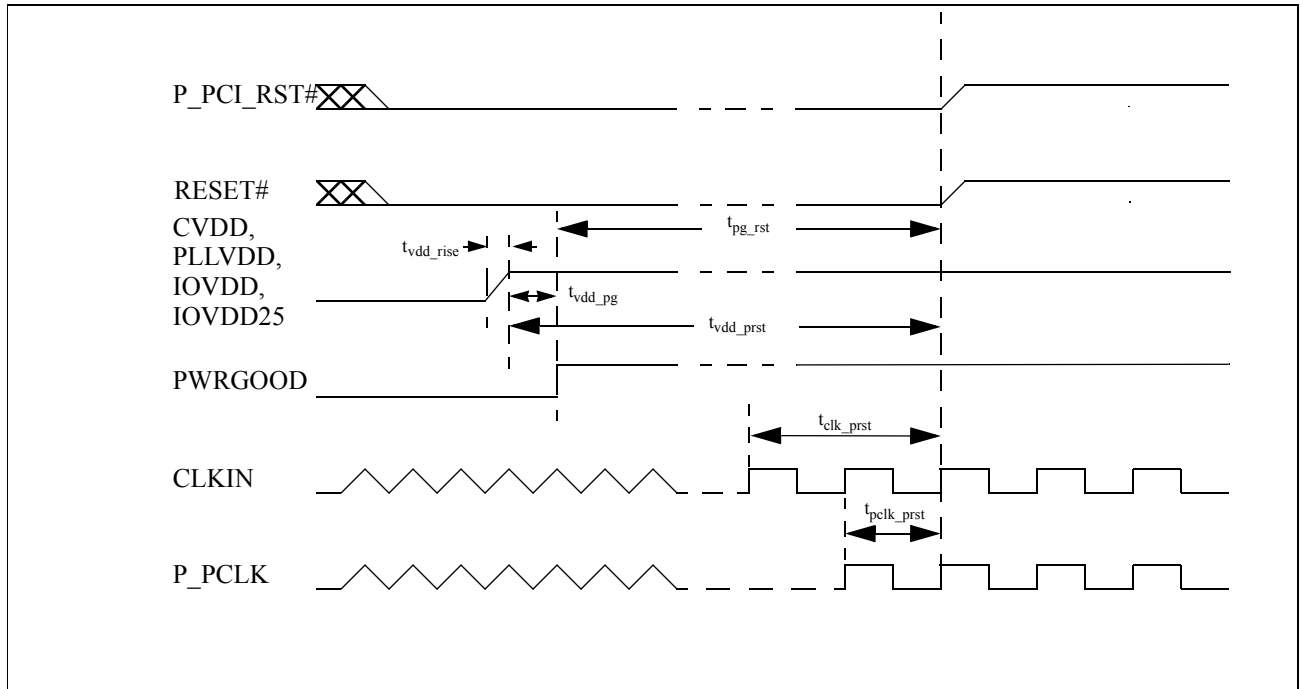 P_PCI_RST#
RESET#
CVDD,
PLLVDD,
IOVDD,
IOVDD25
t_pg_rst
t_vdd_rise
t_vdd_pg
t_vdd_prst
PWRGOOD
t_clk_prst
CLKIN
t_pclk_prst
P_PCLK